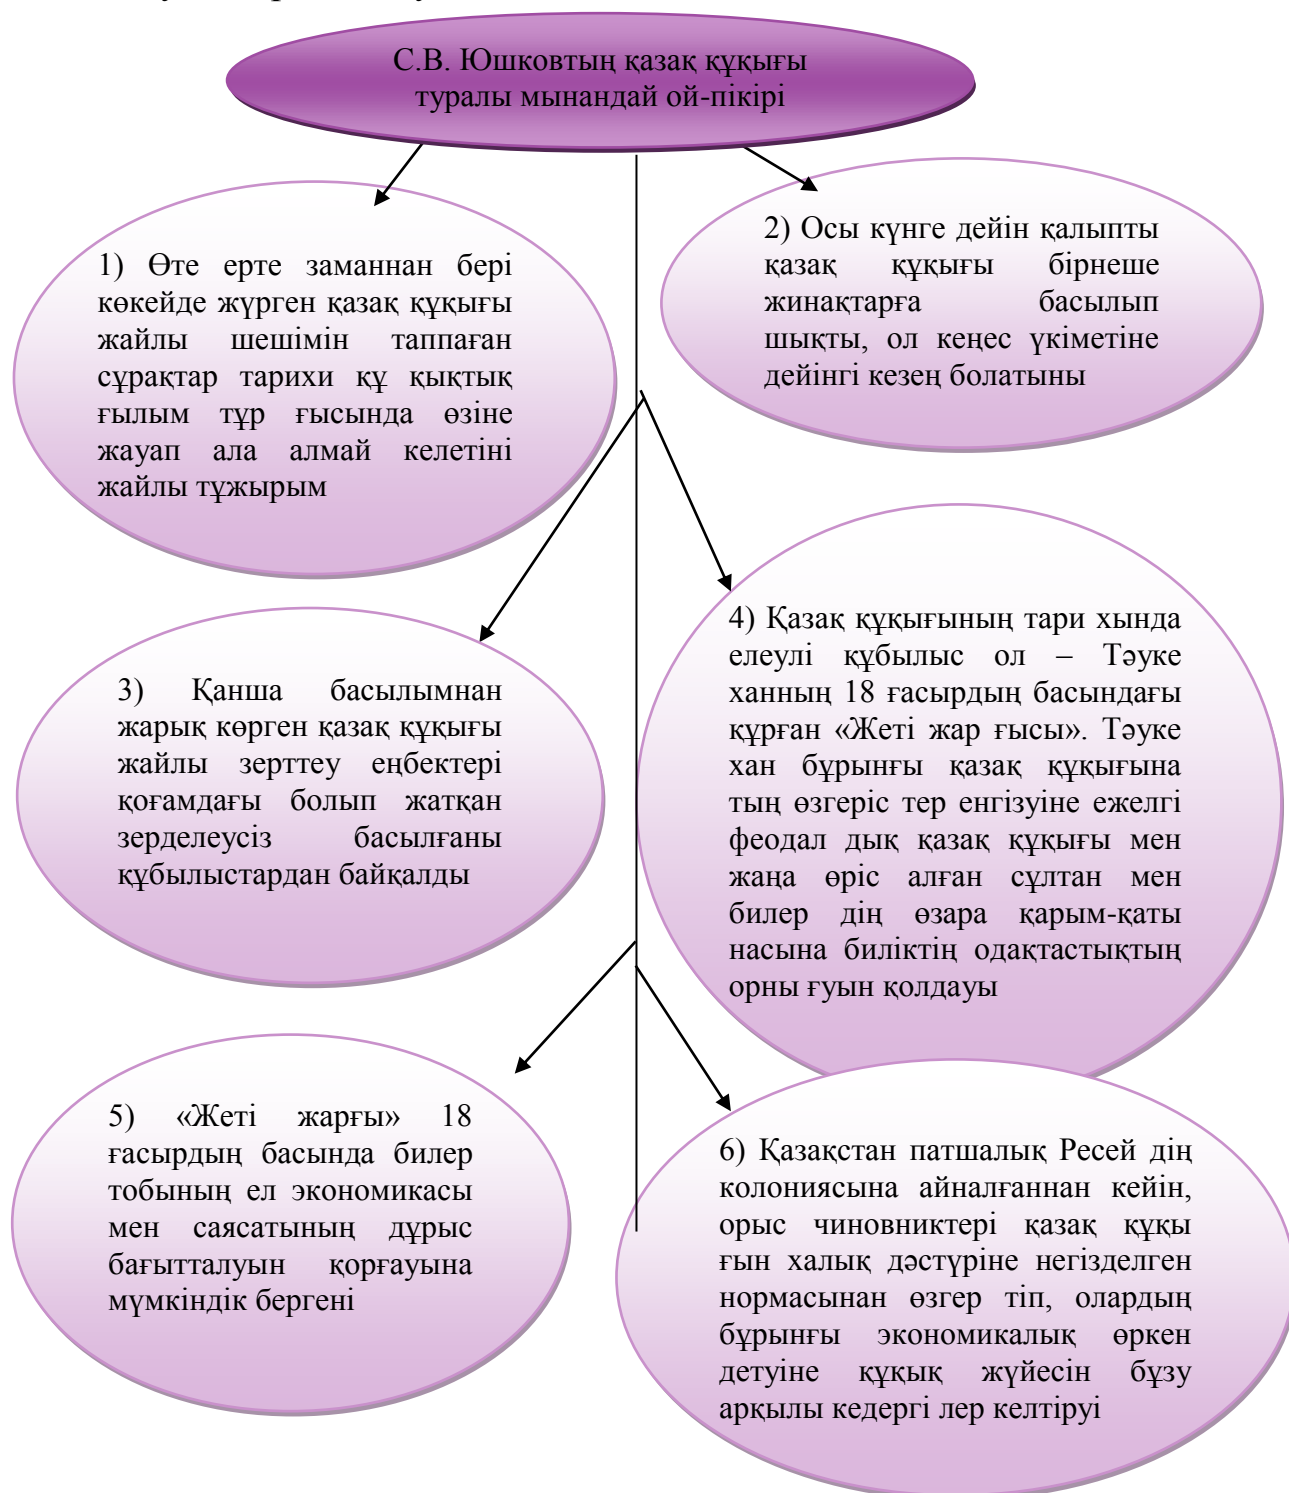 С.В. Юшковтың қазақ құқығы
туралы мынандай ой-пікірі
1) Өте ерте заманнан бері
көкейде жүрген қазақ құқығы
жайлы шешімін таппаған
сұрақтар тарихи құ қықтық
ғылым тұр ғысында өзіне
жауап ала алмай келетіні
жайлы тұжырым
2) Осы күнге дейін қалыпты
қазақ құқығы бірнеше
жинақтарға басылып
шықты, ол кеңес үкіметіне
дейінгі кезең болатыны
3) Қанша басылымнан
жарық көрген қазақ құқығы
жайлы зерттеу еңбектері
қоғамдағы болып жатқан
зерделеусіз басылғаны
құбылыстардан байқалды
4) Қазақ құқығының тари хында
елеулі құбылыс ол – Тәуке
ханның 18 ғасырдың басындағы
құрған «Жеті жар ғысы». Тәуке
хан бұрынғы қазақ құқығына
тың өзгеріс тер енгізуіне ежелгі
феодал дық қазақ құқығы мен
жаңа өріс алған сұлтан мен
билер дің өзара қарым-қаты
насына биліктің одақтастықтың
орны ғуын қолдауы
5) «Жеті жарғы» 18
ғасырдың басында билер
тобының ел экономикасы
мен саясатының дұрыс
бағытталуын қорғауына
мүмкіндік бергені
6) Қазақстан патшалық Ресей дің
колониясына айналғаннан кейін,
орыс чиновниктері қазақ құқы
ғын халық дәстүріне негізделген
нормасынан өзгер тіп, олардың
бұрынғы экономикалық өркен
детуіне құқық жүйесін бұзу
арқылы кедергі лер келтіруі